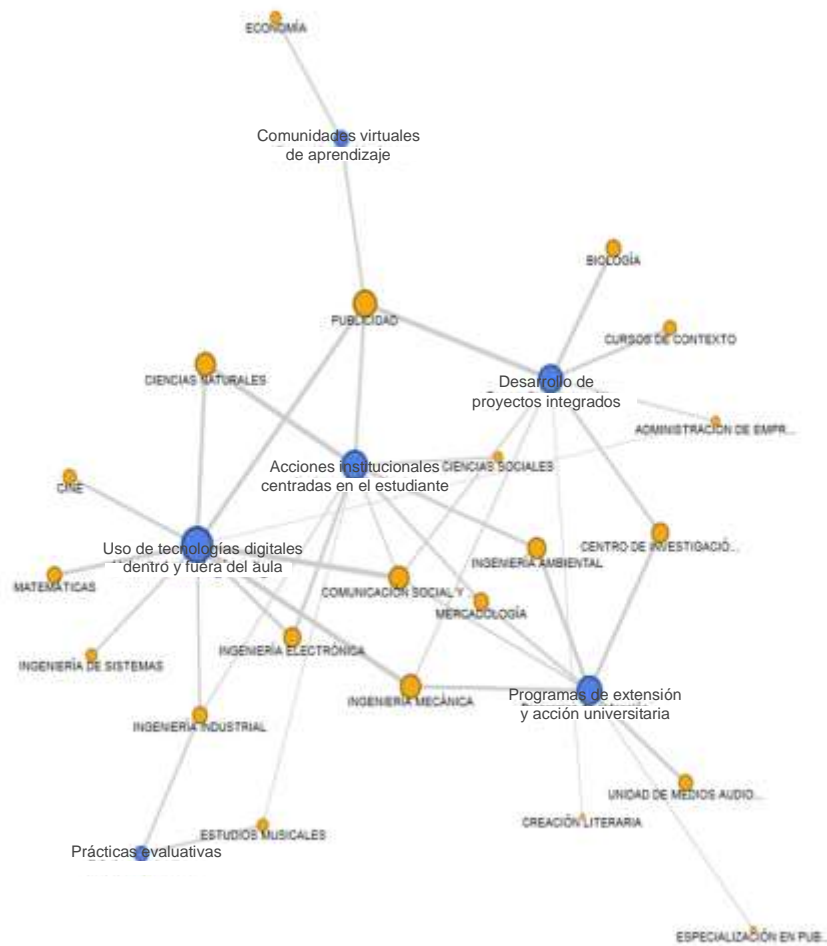 ECONOMÍA
Comunidades virtuales
de aprendizaje
BIOLOGÍA
PUBLICIDAD
CURSOS DE CONTEXTO
CIENCIAS NATURALES
Desarrollo de
proyectos integrados
ADMINISTRACIÓN DE EMPR...
Acciones institucionales
centradas en el estudiante
CIENCIAS SOCIALES
CINE
Uso de tecnologías digitales
dentro y fuera del aula
INGENIERÍA AMBIENTAL
CENTRO DE INVESTIGACIÓ...
MATEMÁTICAS
COMUNICACIÓN SOCIAL Y
MERCADOLOGÍA
INGENIERÍA DE SISTEMAS
INGENIERÍA ELECTRÓNICA
INGENIERÍA MECÁNICA
Programas de extensión
y acción universitaria
INGENIERÍA INDUSTRIAL
UNIDAD DE MEDIOS AUDIO...
CREACIÓN LITERARIA
ESTUDIOS MUSICALES
Prácticas evaluativas
ESPECIALIZACIÓN EN PUB...